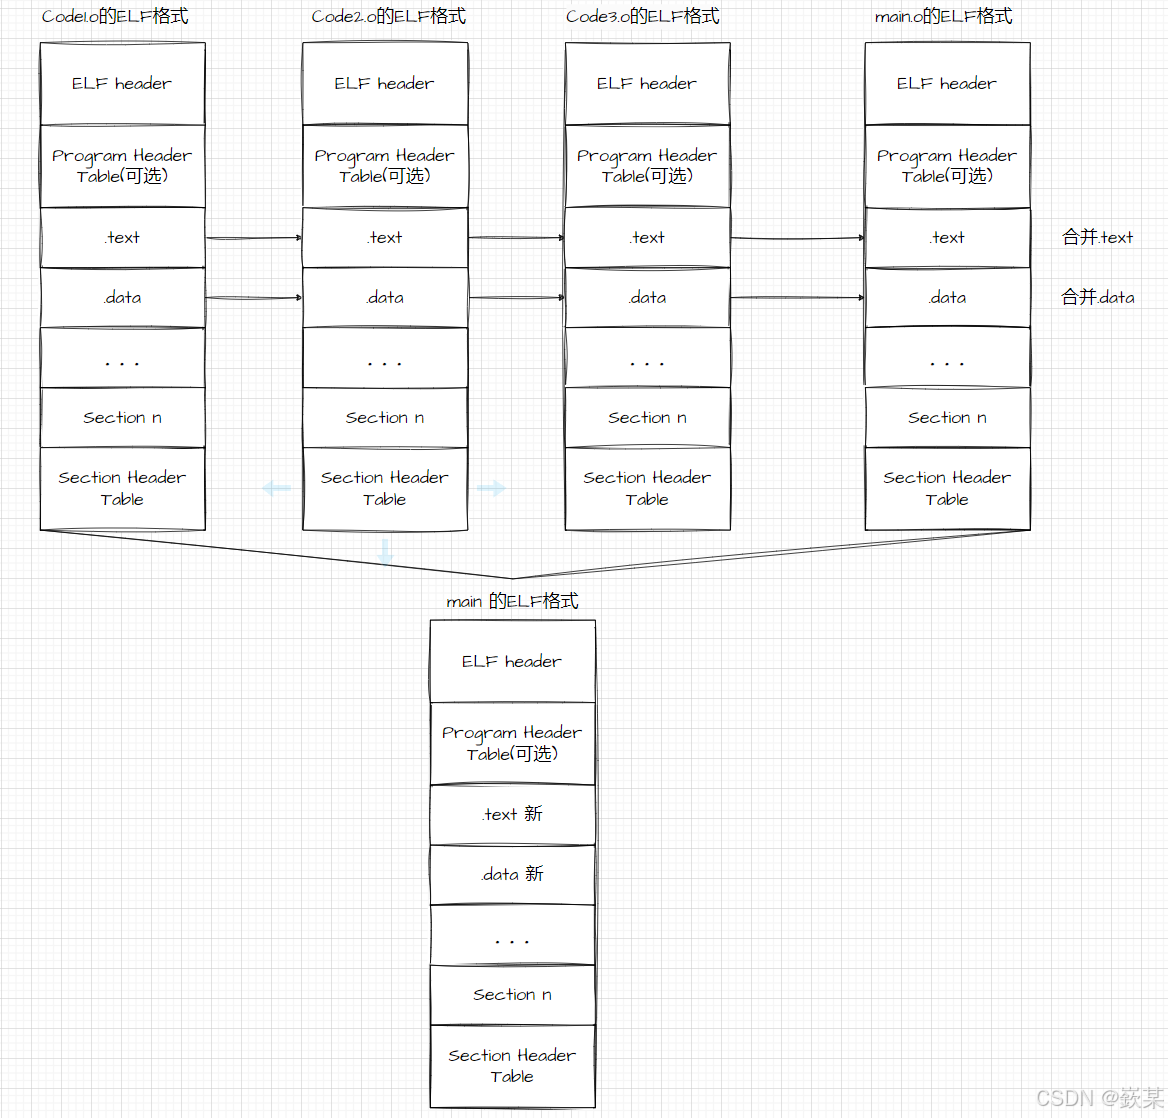 Code1.o的ELF格式
Code2.o的ELF格式
Code3.o的ELF格式
main.o的ELF格式
ELF header
ELF header
ELF header
ELF header
Program Header
Table(可选)
Program Header
Table(可选)
Program Header
Table(可选)
Program Header
Table(可选)
.text
.text
.text
.text
合并.text
.data
.data
.data
.data
合并.data
...
...
...
...
Section n
Section n
Section n
Section n
Section Header
Table
Section Header
Table
Section Header
Table
Section Header
Table
main 的ELF格式
ELF header
Program Header
Table(可选)
.text 新
.data 新
...
Section n
Section Header
Table
CSDN @嵚某